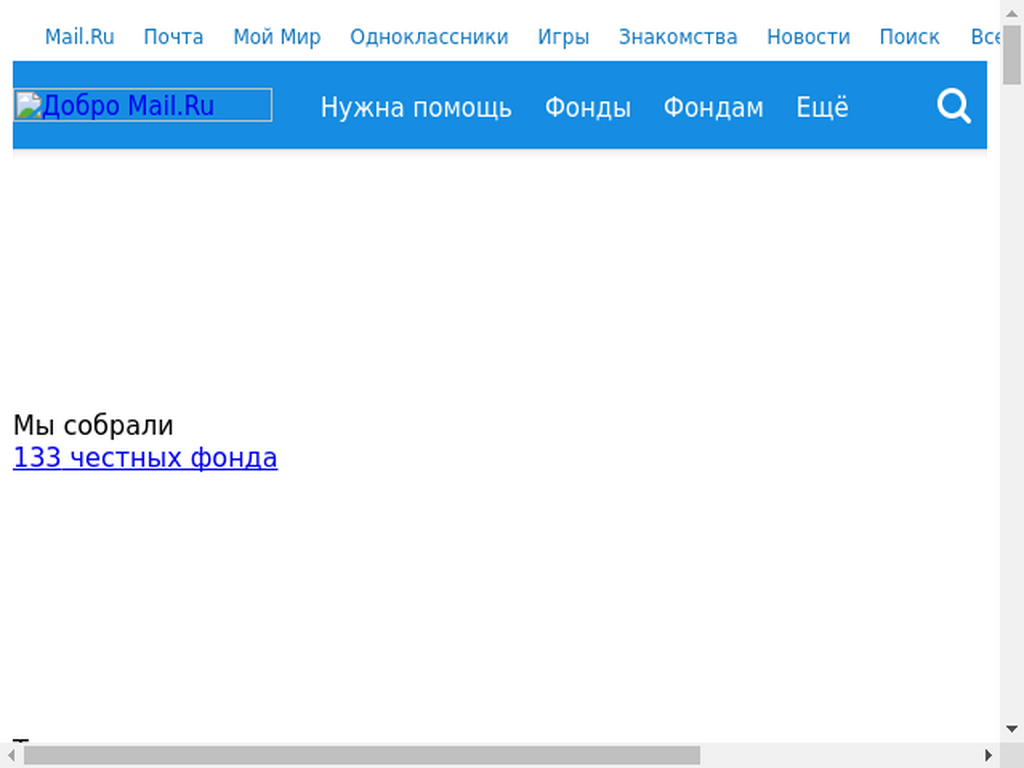 Mail.Ru Почта Мой Мир Одноклассники Игры Знакомства Новости Поиск
Добро Mail.Ru Нужна помощь Фонды Фондам Ещё
Мы собрали
133 честных фонда